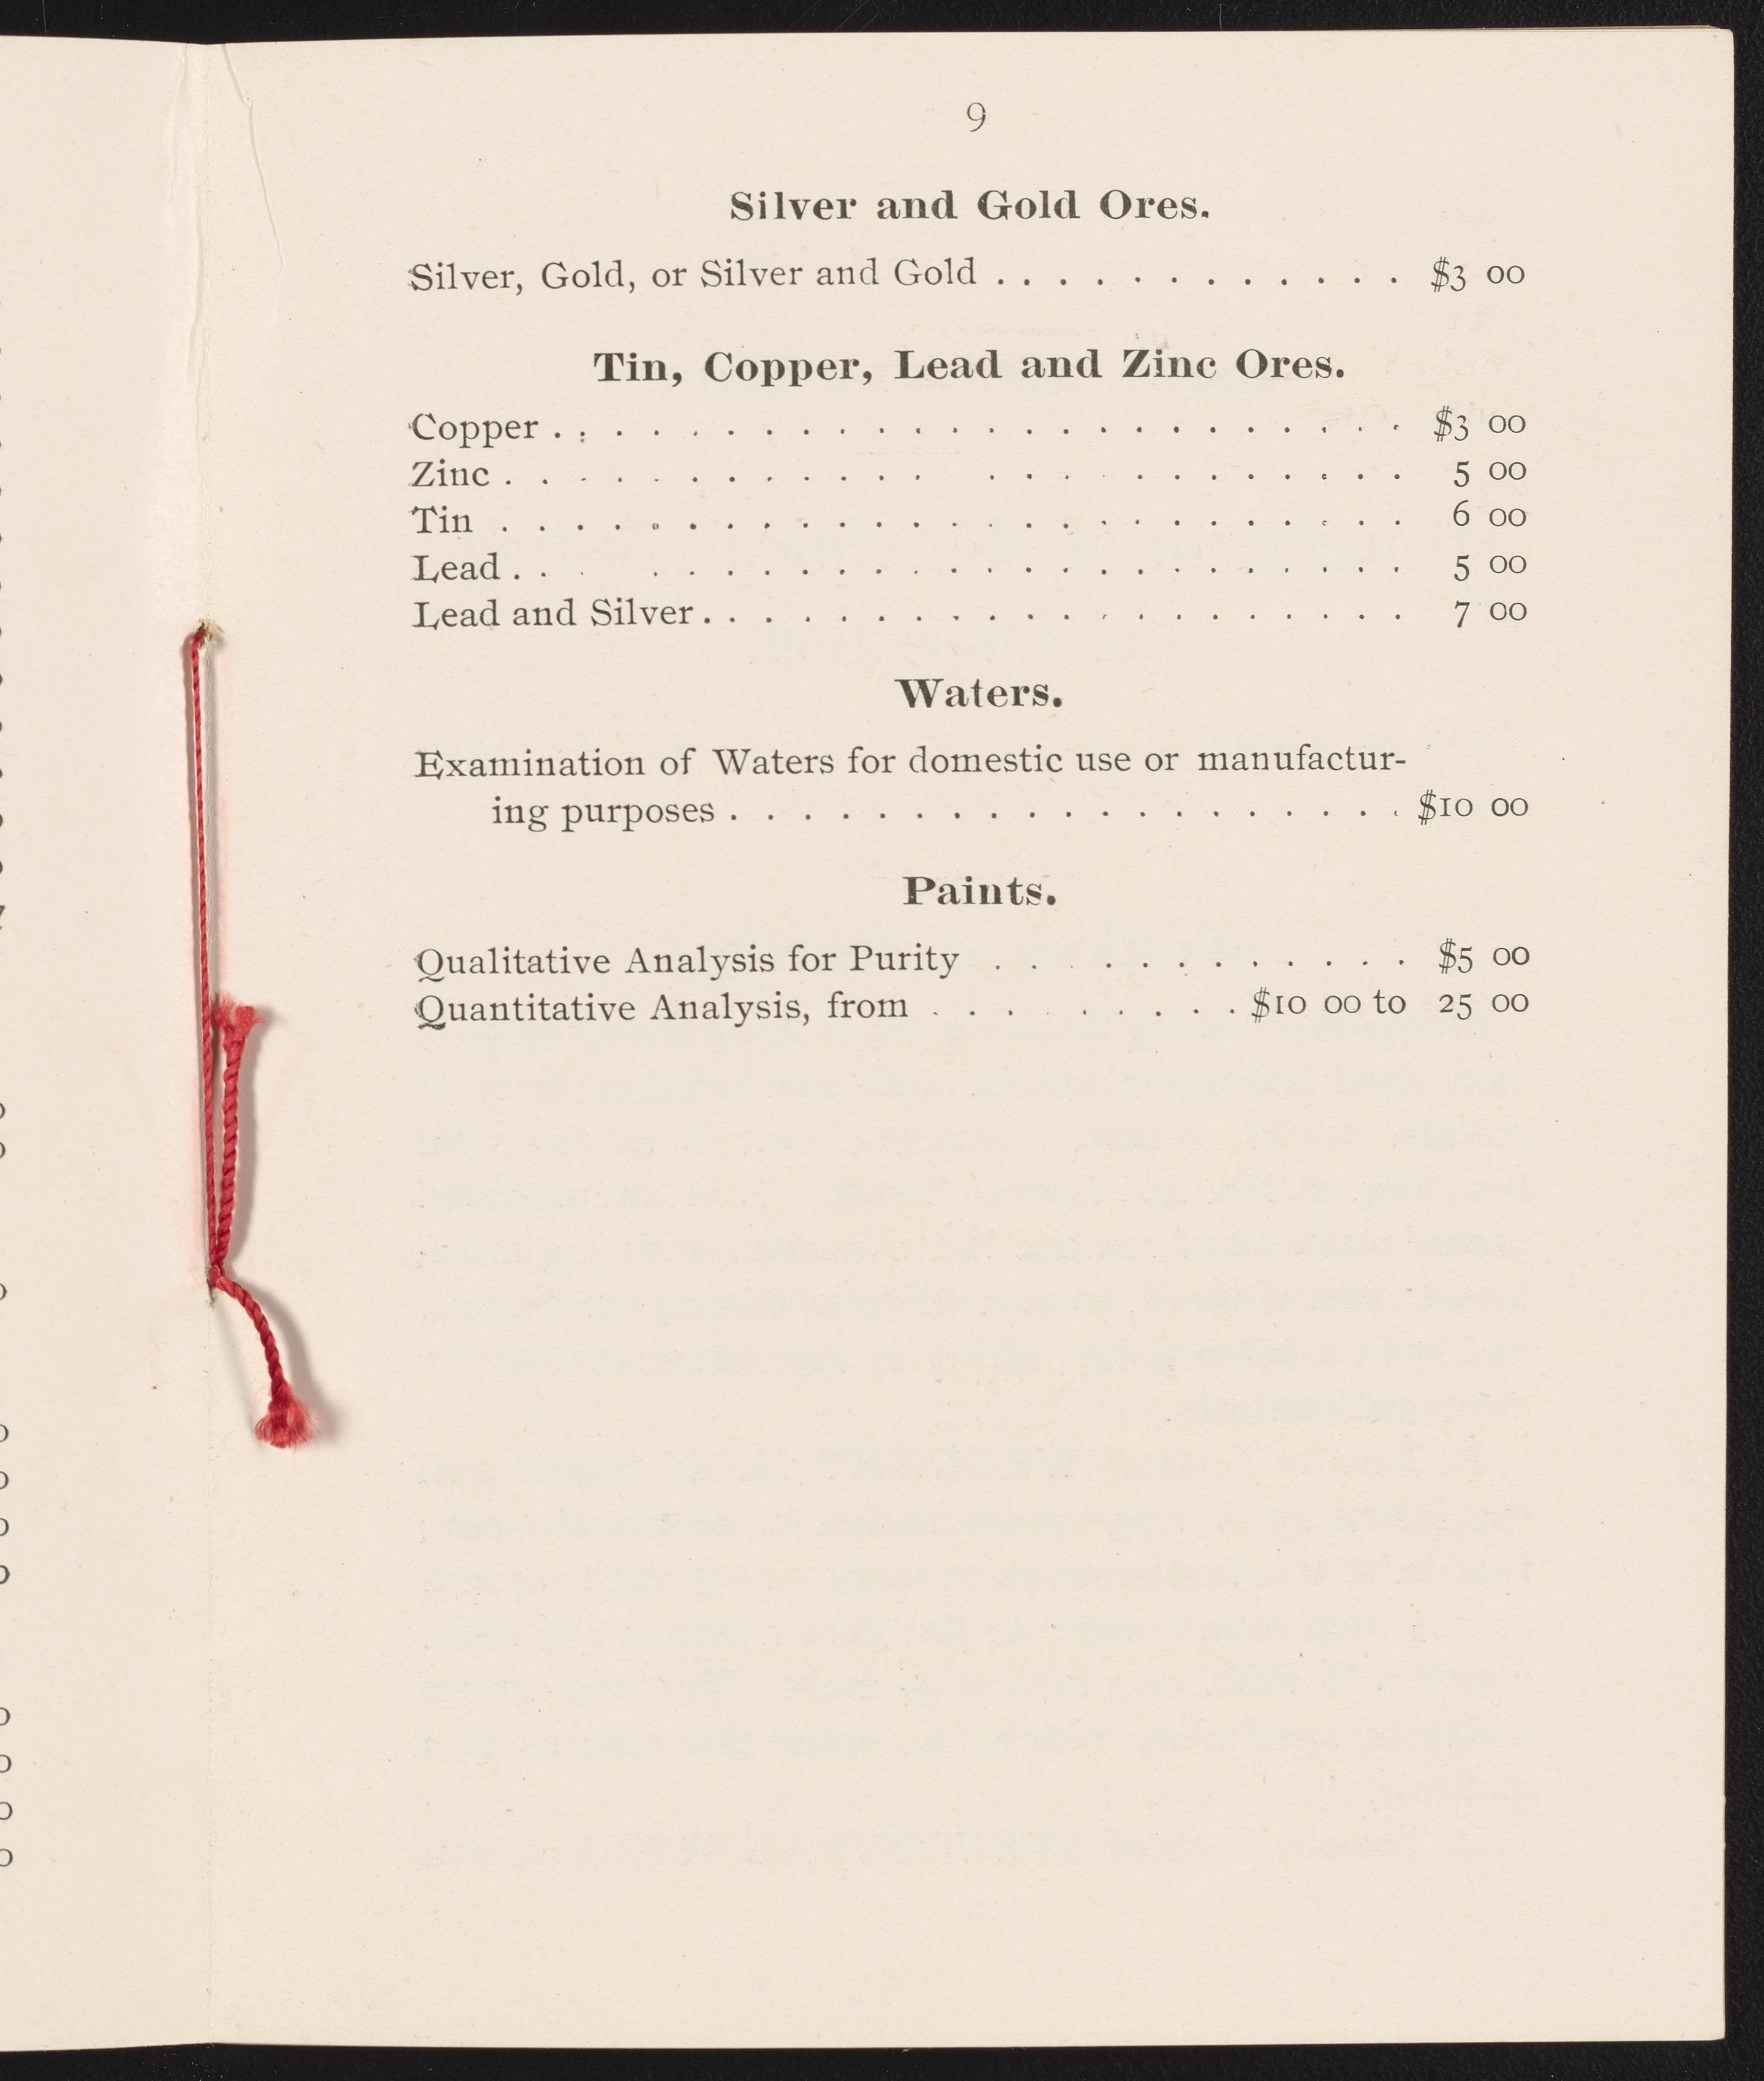 9
Silver and Gold Ores.
Silver, Gold, or Silver and Gold . . . . . . . . . . . . $3 00
Tin, Copper, Lead and Zinc Ores.
Copper . . . . . . . . . . . . . . . . . . . . . . . . $3 00
Zinc . . . . . . . . . . . . . . . . . . . . . . . . 5 00
Tin . . . . . . . . . . . . . . . . . . . . . . . . . 6 00
Lead . . . . . . . . . . . . . . . . . . . . . . . . 5 00
Lead and Silver . . . . . . . . . . . . . . . . . . . . 7 00
Waters.
Examination of Waters for domestic use or manufactur-
ing purposes . . . . . . . . . . . . . . . . . . . $10 00
Paints.
Qualitative Analysis for Purity . . . . . . . . . . . . $5 00
Quantitative Analysis, from . . . . . . . . . $10 00 to 25 00